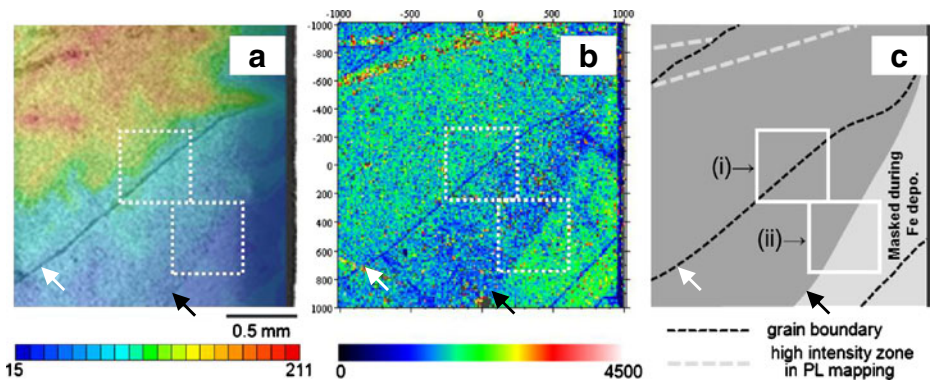 a
b
c
-1000 -500 0 500 1000
-1000
-800
-600
-400
-200
0
200
400
600
800
1000
(i)
(ii)
Masked during
Fe depo.
0.5 mm
15 211
0 4500
grain boundary
high intensity zone
in PL mapping